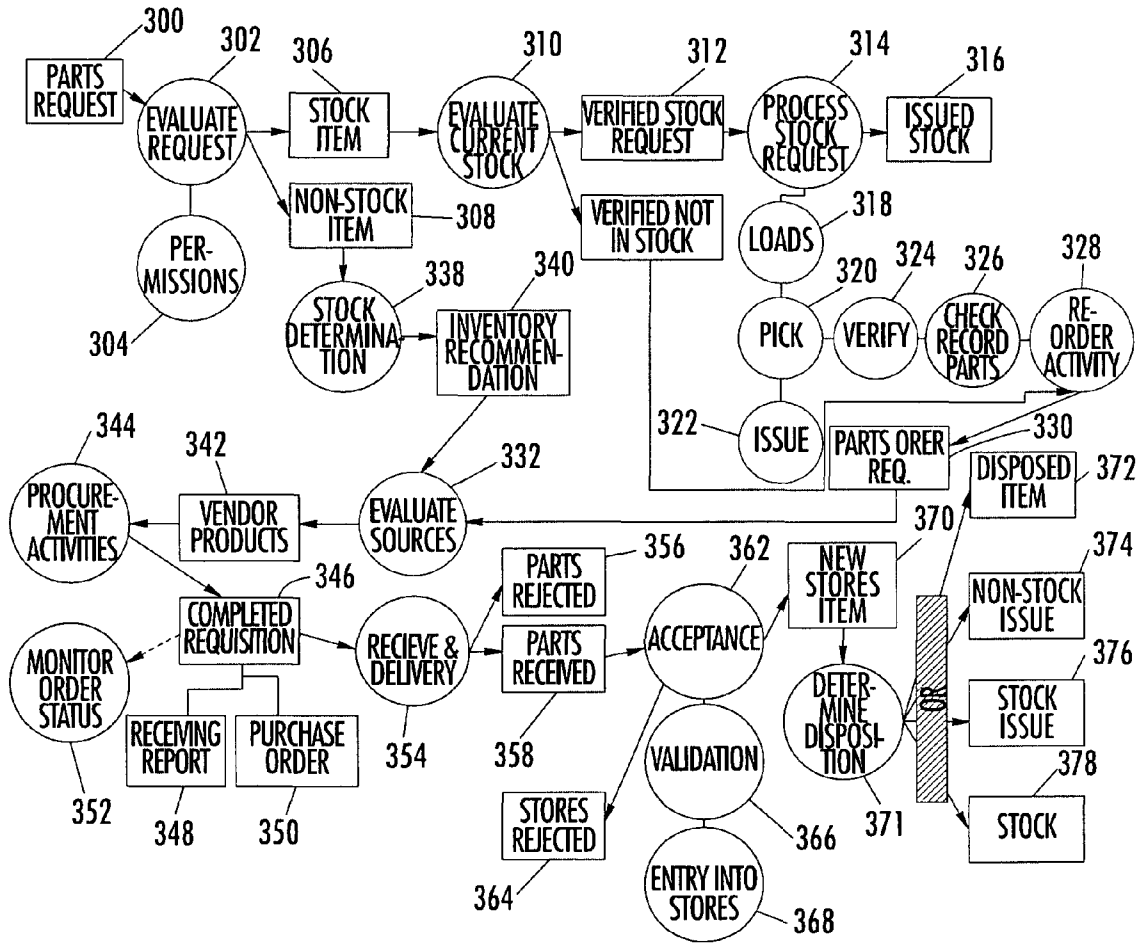 300
302
306
310
312
314
316
PARTS
REQUEST
EVALUATE
REQUEST
STOCK
ITEM
EVALUATE
CURRENT
STOCK
VERIFIED STOCK
REQUEST
PROCESS
STOCK
REQUEST
ISSUED
STOCK
PER-
MISSIONS
304
NON-STOCK
ITEM
308
VERIFIED NOT
IN STOCK
LOADS
318
STOCK
DETERMINA
TION
338
INVENTORY
RECOMMEN-
DATION
340
PICK
320
VERIFY
324
CHECK
RECORD
PARTS
326
RE-
ORDER
ACTIVITY
328
322
ISSUE
PARTS ORER
REQ.
330
344
342
332
PROCURE-
MENT
ACTIVITIES
VENDOR
PRODUCTS
EVALUATE
SOURCES
DISPOSED
ITEM
372
346
COMPLETED
REQUISITION
RECIEVE &
DELIVERY
354
PARTS
REJECTED
356
PARTS
RECEIVED
358
362
ACCEPTANCE
NEW
STORES
ITEM
370
NON-STOCK
ISSUE
374
MONITOR
ORDER
STATUS
352
RECEIVING
REPORT
348
PURCHASE
ORDER
350
DETER-
MINE
DISPOSI-
TION
371
OR
STOCK
ISSUE
376
VALIDATION
366
STORES
REJECTED
364
STOCK
378
ENTRY INTO
STORES
368